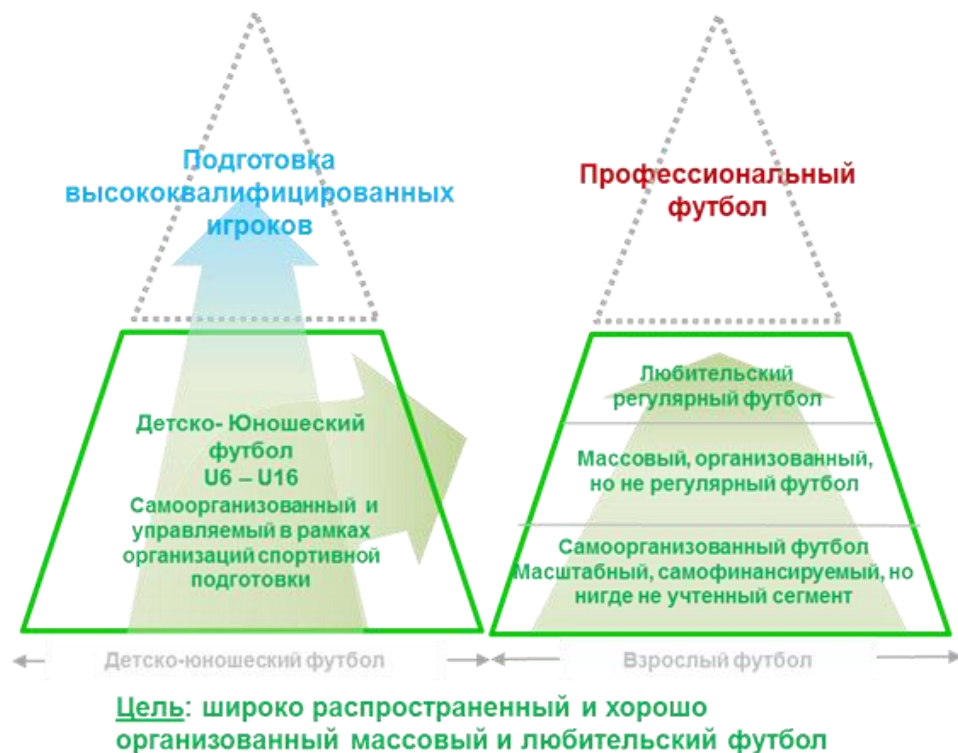 Подготовка
высококвалифицированных
игроков
Профессиональный
футбол
Детско- Юношеский
футбол
U6 – U16
Самоорганизованный и
управляемый в рамках
организаций спортивной
подготовки
Любительский
регулярный футбол
Массовый, организованный,
но не регулярный футбол
Самоорганизованный футбол
Масштабный, самофинансируемый, но
нигде не учтенный сегмент
Детско-юношеский футбол
Взрослый футбол
Цель: широко распространенный и хорошо
организованный массовый и любительский футбол